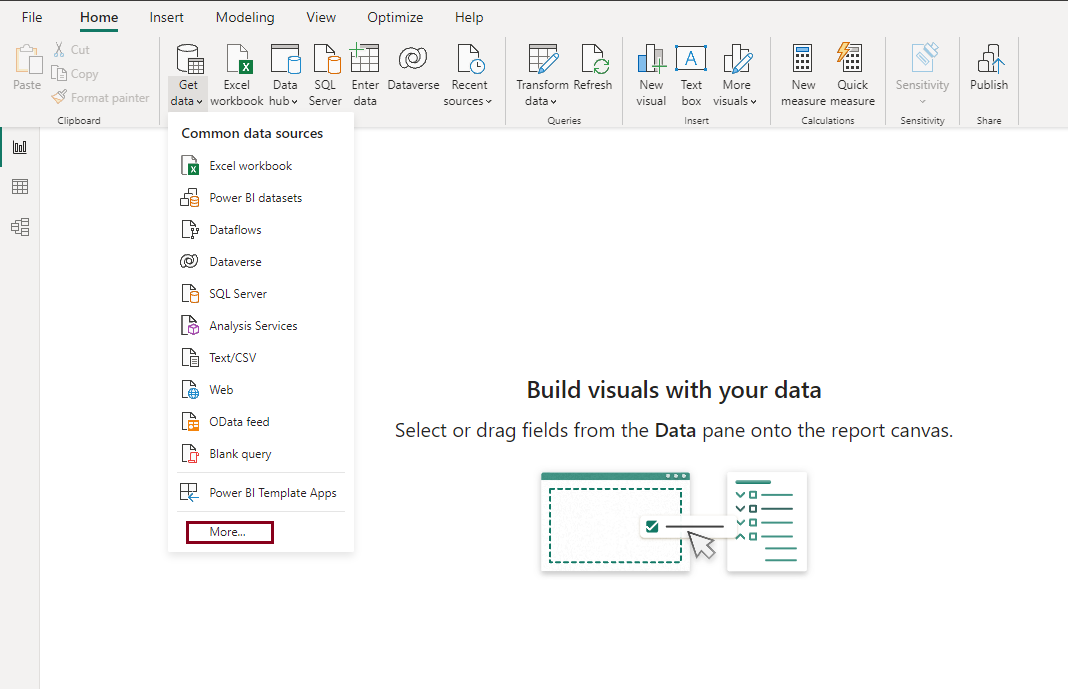 File Home Insert Modeling View Optimize Help
Paste
Cut
Copy
Format painter
Clipboard
Get
data
Excel
workbook
Data
hub
SQL
Server
Enter
data
Dataverse
Recent
sources
Transform
data
Refresh
Queries
New
visual
Text
box
More
visuals
Insert
New
measure
Quick
measure
Calculations
Sensitivity
Sensitivity
Publish
Share
Common data sources
Excel workbook
Power BI datasets
Dataflows
Dataverse
SQL Server
Analysis Services
Text/CSV
Web
OData feed
Blank query
Power BI Template Apps
More...
Build visuals with your data
Select or drag fields from the Data pane onto the report canvas.